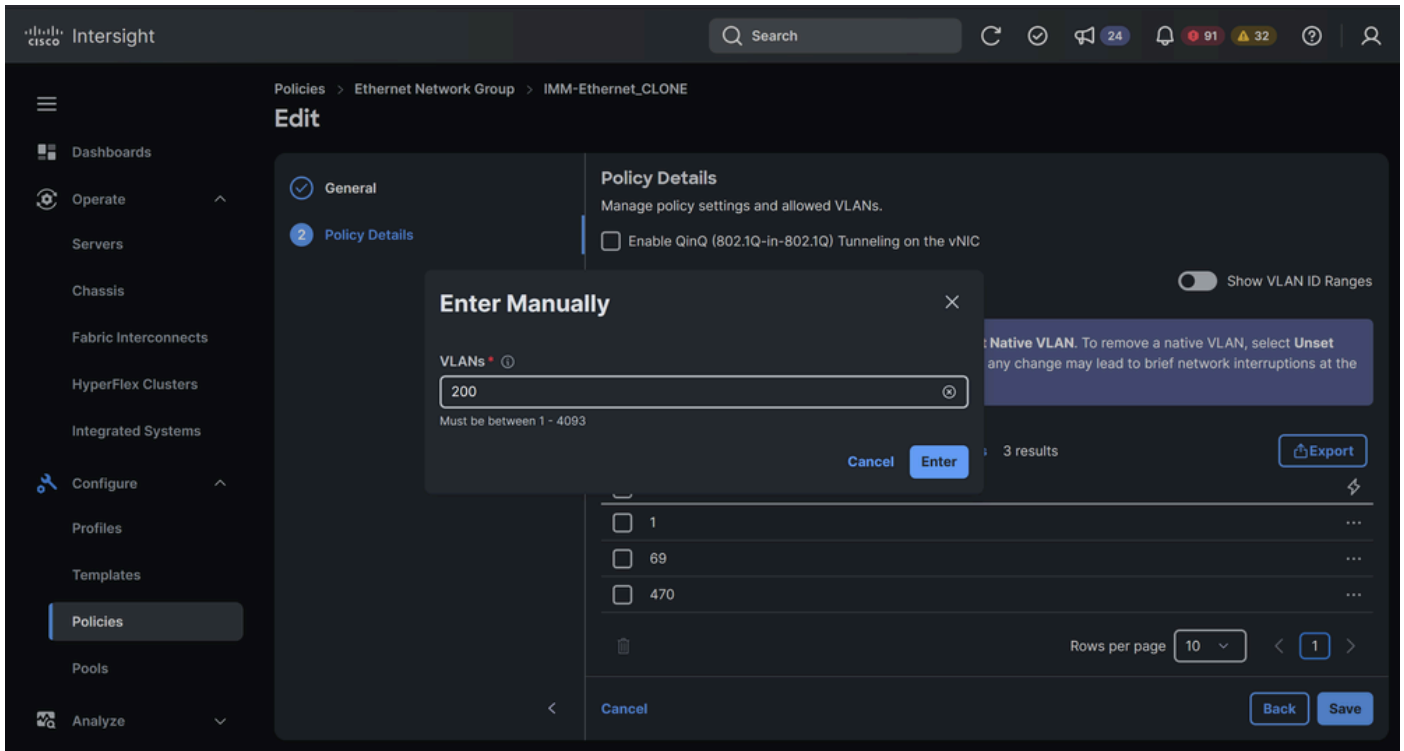 cisco Intersight
Search
24
91
32
Policies > Ethernet Network Group > IMM-Ethernet_CLONE
Edit
Dashboards
Operate
Servers
Chassis
Fabric Interconnects
HyperFlex Clusters
Integrated Systems
Configure
Profiles
Templates
Policies
Pools
Analyze
General
2 Policy Details
Policy Details
Manage policy settings and allowed VLANs.
Enable QinQ (802.1Q-in-802.1Q) Tunneling on the vNIC
Show VLAN ID Ranges
Native VLAN. To remove a native VLAN, select Unset
any change may lead to brief network interruptions at the
Enter Manually
VLANs *
200
Must be between 1 - 4093
Cancel Enter
3 results
Export
1
69
470
Rows per page 10
1
Cancel
Back Save